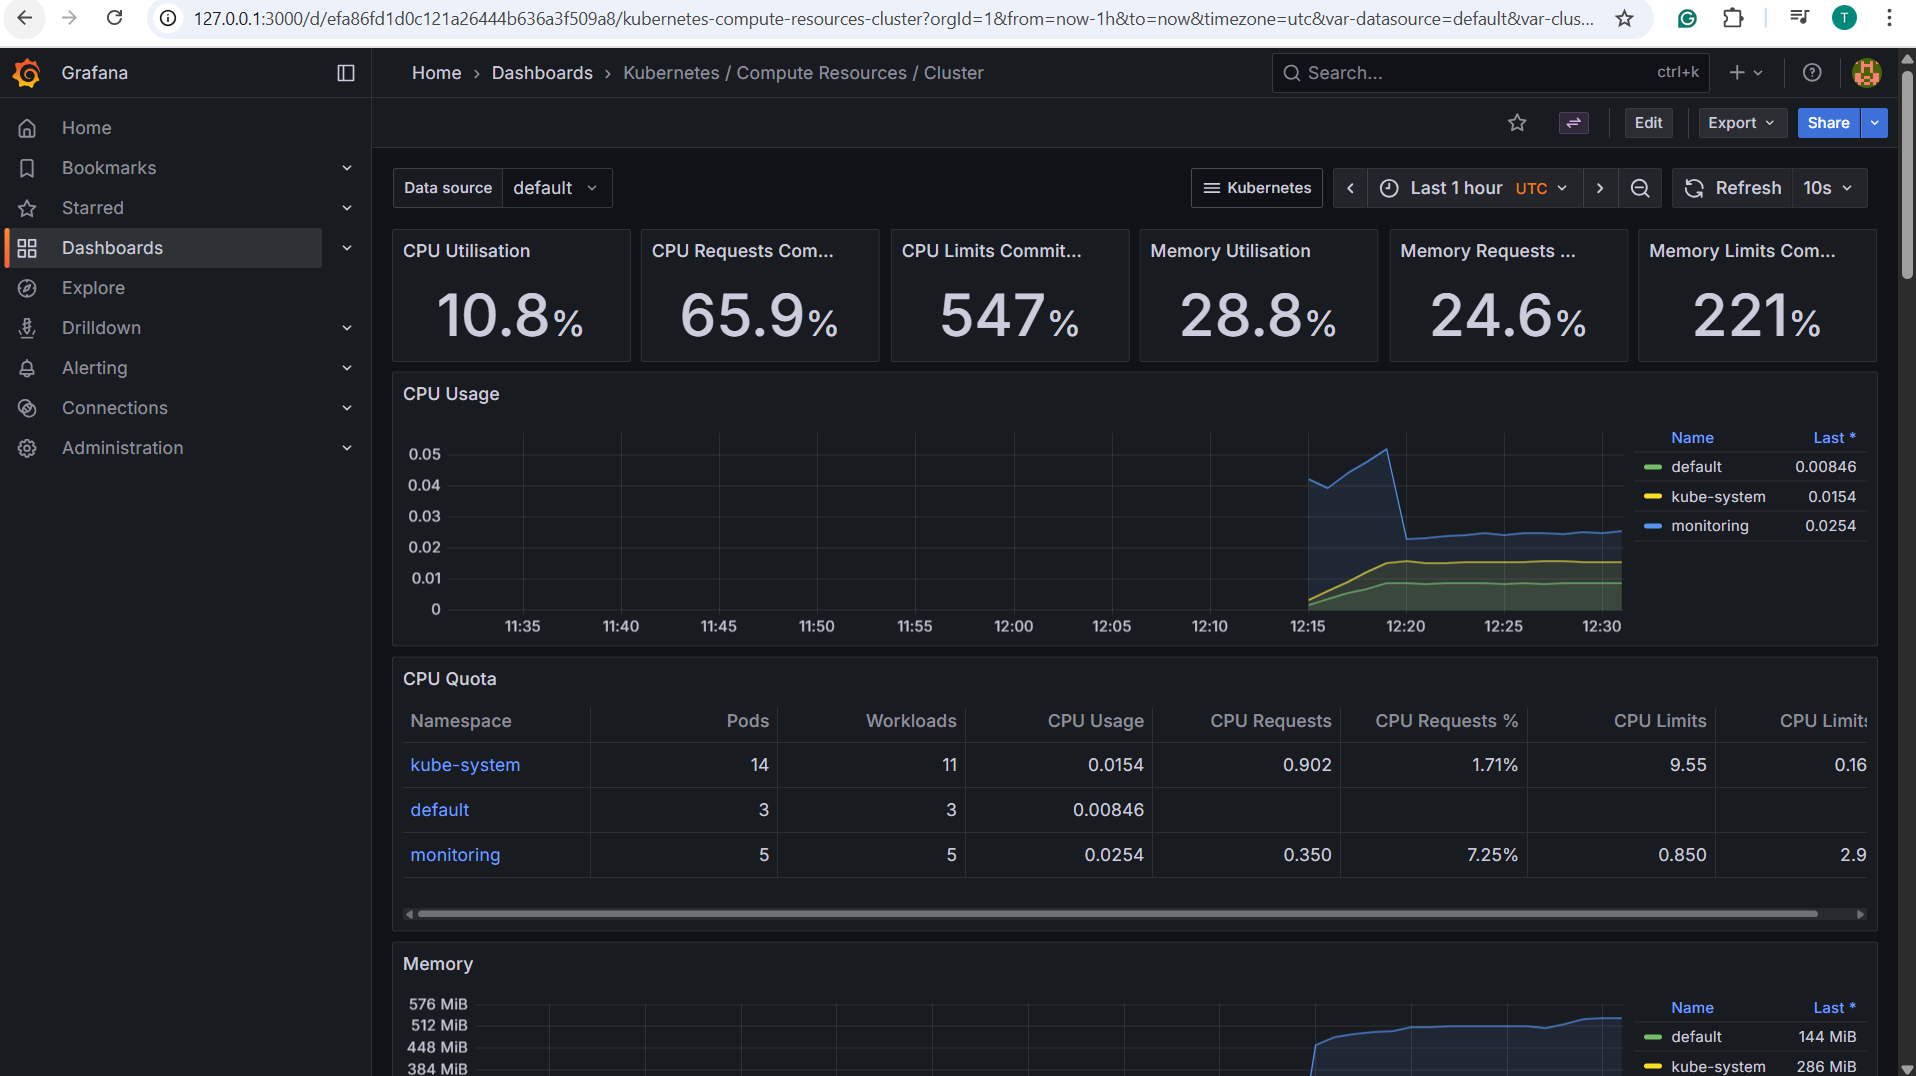 127.0.0.1:3000/d/efa86fd1d0c121a26444b636a3f509a8/kubernetes-compute-resources-cluster?orgId=1&from=now-1h&to=now&timezone=utc&var-datasource=default&var-clus...
T
Grafana
Home › Dashboards › Kubernetes / Compute Resources / Cluster
Search...
ctrl+k
Edit
Export
Share
Home
Bookmarks
Starred
Dashboards
Explore
Drilldown
Alerting
Connections
Administration
Data source
default
Kubernetes
Last 1 hour UTC
Refresh
10s
CPU Utilisation
10.8%
CPU Requests Com...
65.9%
CPU Limits Commit...
547%
Memory Utilisation
28.8%
Memory Requests ...
24.6%
Memory Limits Com...
221%
CPU Usage
0.05
0.04
0.03
0.02
0.01
0
11:35 11:40 11:45 11:50 11:55 12:00 12:05 12:10 12:15 12:20 12:25 12:30
Name Last *
default 0.00846
kube-system 0.0154
monitoring 0.0254
CPU Quota
Namespace Pods Workloads CPU Usage CPU Requests CPU Requests % CPU Limits CPU Limits
kube-system 14 11 0.0154 0.902 1.71% 9.55 0.16
default 3 3 0.00846
monitoring 5 5 0.0254 0.350 7.25% 0.850 2.9
Memory
576 MiB
512 MiB
448 MiB
384 MiB
Name Last *
default 144 MiB
kube-system 286 MiB